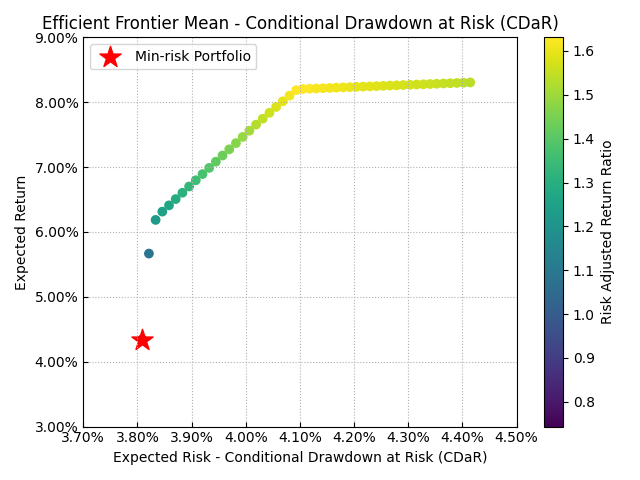 Efficient Frontier Mean - Conditional Drawdown at Risk (CDaR)
Min-risk Portfolio
Expected Return
9.00%
8.00%
7.00%
6.00%
5.00%
4.00%
3.00%
3.70% 3.80% 3.90% 4.00% 4.10% 4.20% 4.30% 4.40% 4.50%
Expected Risk - Conditional Drawdown at Risk (CDaR)
1.6
1.5
1.4
1.3
1.2
1.1
1.0
0.9
0.8
Risk Adjusted Return Ratio